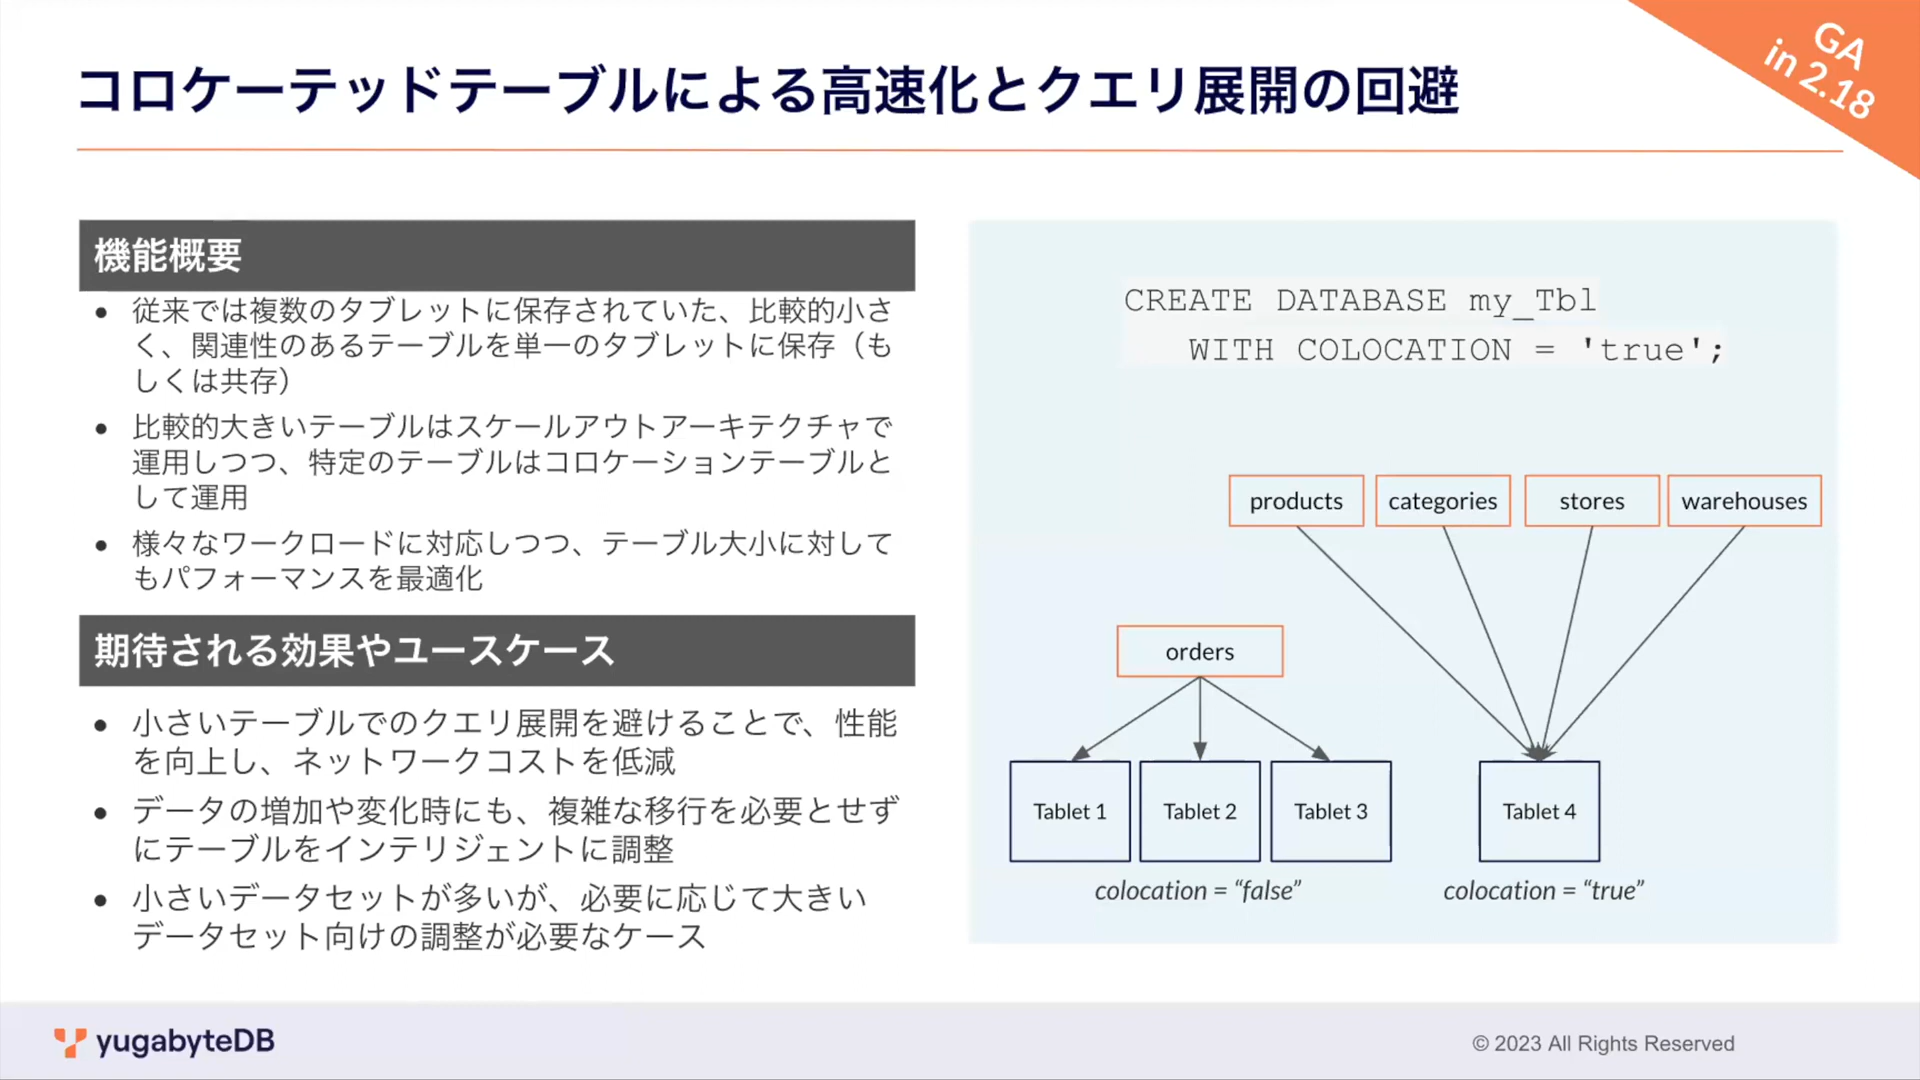 コロケーテッドテーブルによる高速化とクエリ展開の回避
GA
in 2.18
機能概要
● 従来では複数のタブレットに保存されていた、比較的小さ
く、関連性のあるテーブルを単一のタブレットに保存（も
しくは共存）
● 比較的大きいテーブルはスケールアウトアーキテクチャで
運用しつつ、特定のテーブルはコロケーションテーブルと
して運用
● 様々なワークロードに対応しつつ、テーブル大小に対して
もパフォーマンスを最適化
期待される効果やユースケース
● 小さいテーブルでのクエリ展開を避けることで、性能
を向上し、ネットワークコストを低減
● データの増加や変化時にも、複雑な移行を必要とせず
にテーブルをインテリジェントに調整
● 小さいデータセットが多いが、必要に応じて大きい
データセット向けの調整が必要なケース
CREATE DATABASE my_Tbl
WITH COLOCATION = 'true';
products
categories
stores
warehouses
orders
Tablet 1
Tablet 2
Tablet 3
Tablet 4
colocation = “false”
colocation = “true”
yugabyteDB
© 2023 All Rights Reserved